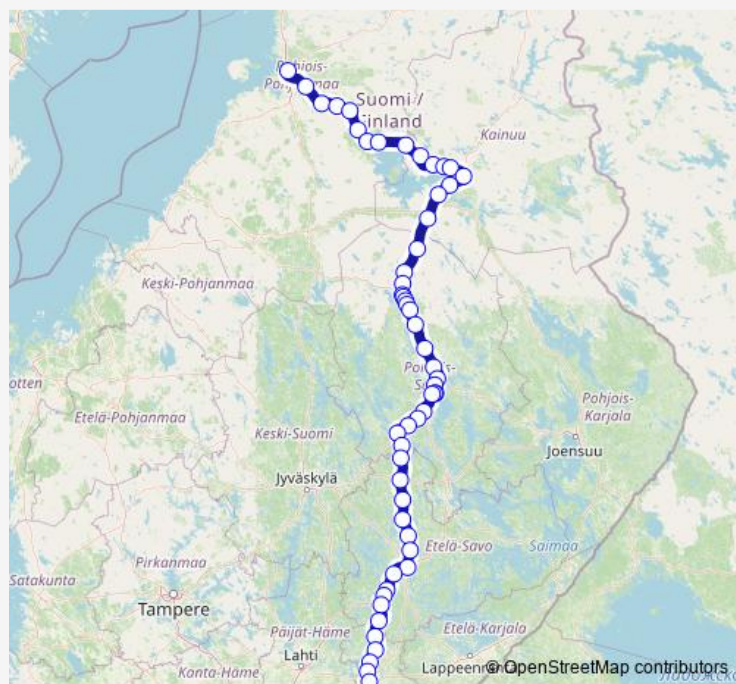 Pohjois-
Pohjanmaa
Suomi /
Finland
Kainuu
Keski-Pohjanmaa
otten
Etelä-Pohjanmaa
Pohjois-
Keski-Suomi
Pohjois-
Karjala
Joensuu
Jyväskylä
Etelä-Savo
Saimaa
Pirkanmaa
Satakunta
Tampere
Päijät-Häme
Etelä-Karjala
Lahti
Kanta-Häme
Lappeenranta
© OpenStreetMap contributors